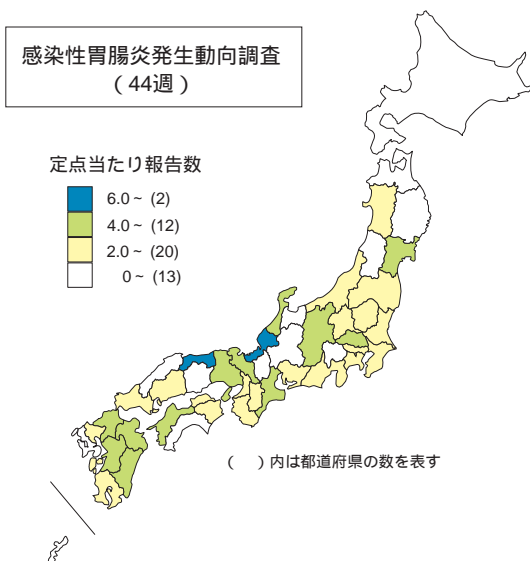 感染性胃腸炎発生動向調査
(44週)
定点当たり報告数
6.0~ (2)
4.0~ (12)
2.0~ (20)
0~ (13)
(　)内は都道府県の数を表す